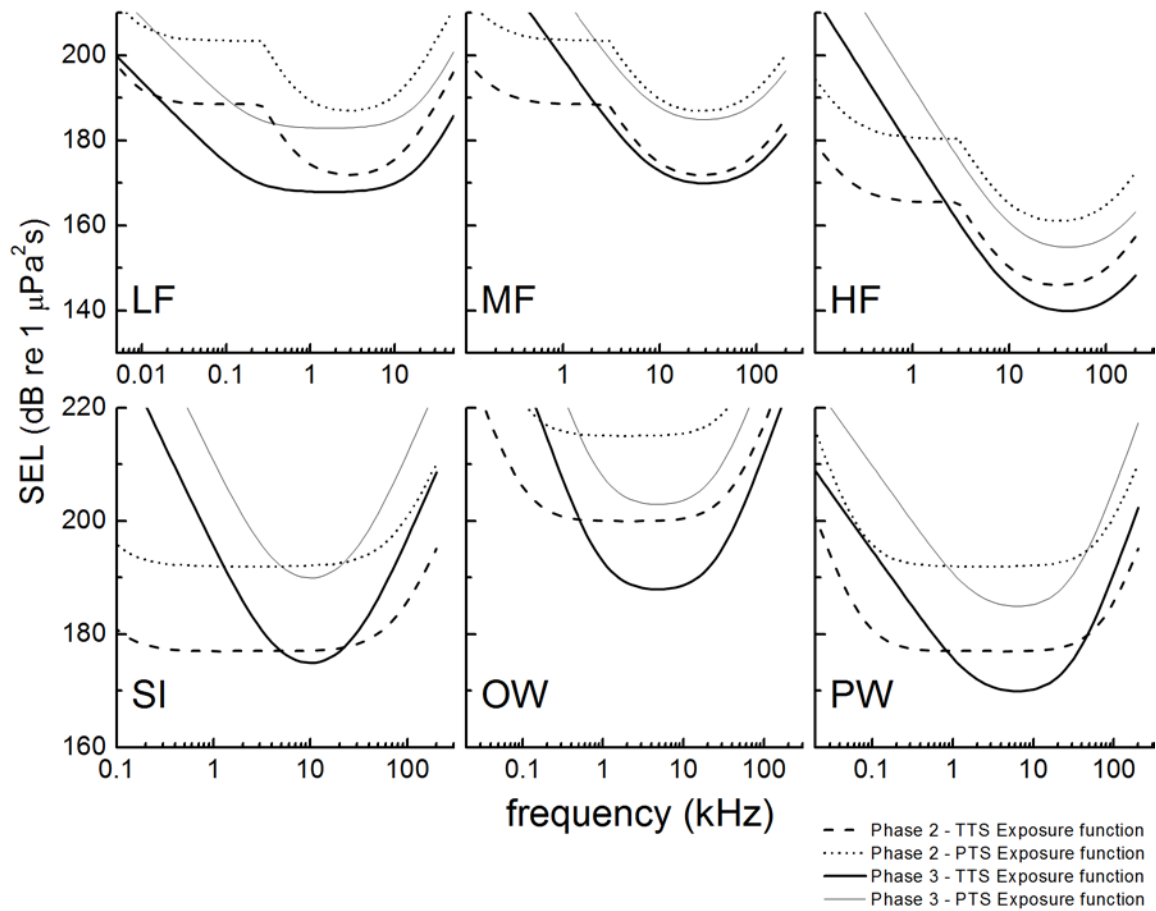 SEL (dB re 1 μPa²s)
200
180
160
140
LF
MF
HF
0.01 0.1 1 10
1 10 100
1 10 100
220
200
180
160
SI
OW
PW
0.1 1 10 100
0.1 1 10 100
0.1 1 10 100
frequency (kHz)
Phase 2 - TTS Exposure function
Phase 2 - PTS Exposure function
Phase 3 - TTS Exposure function
Phase 3 - PTS Exposure function